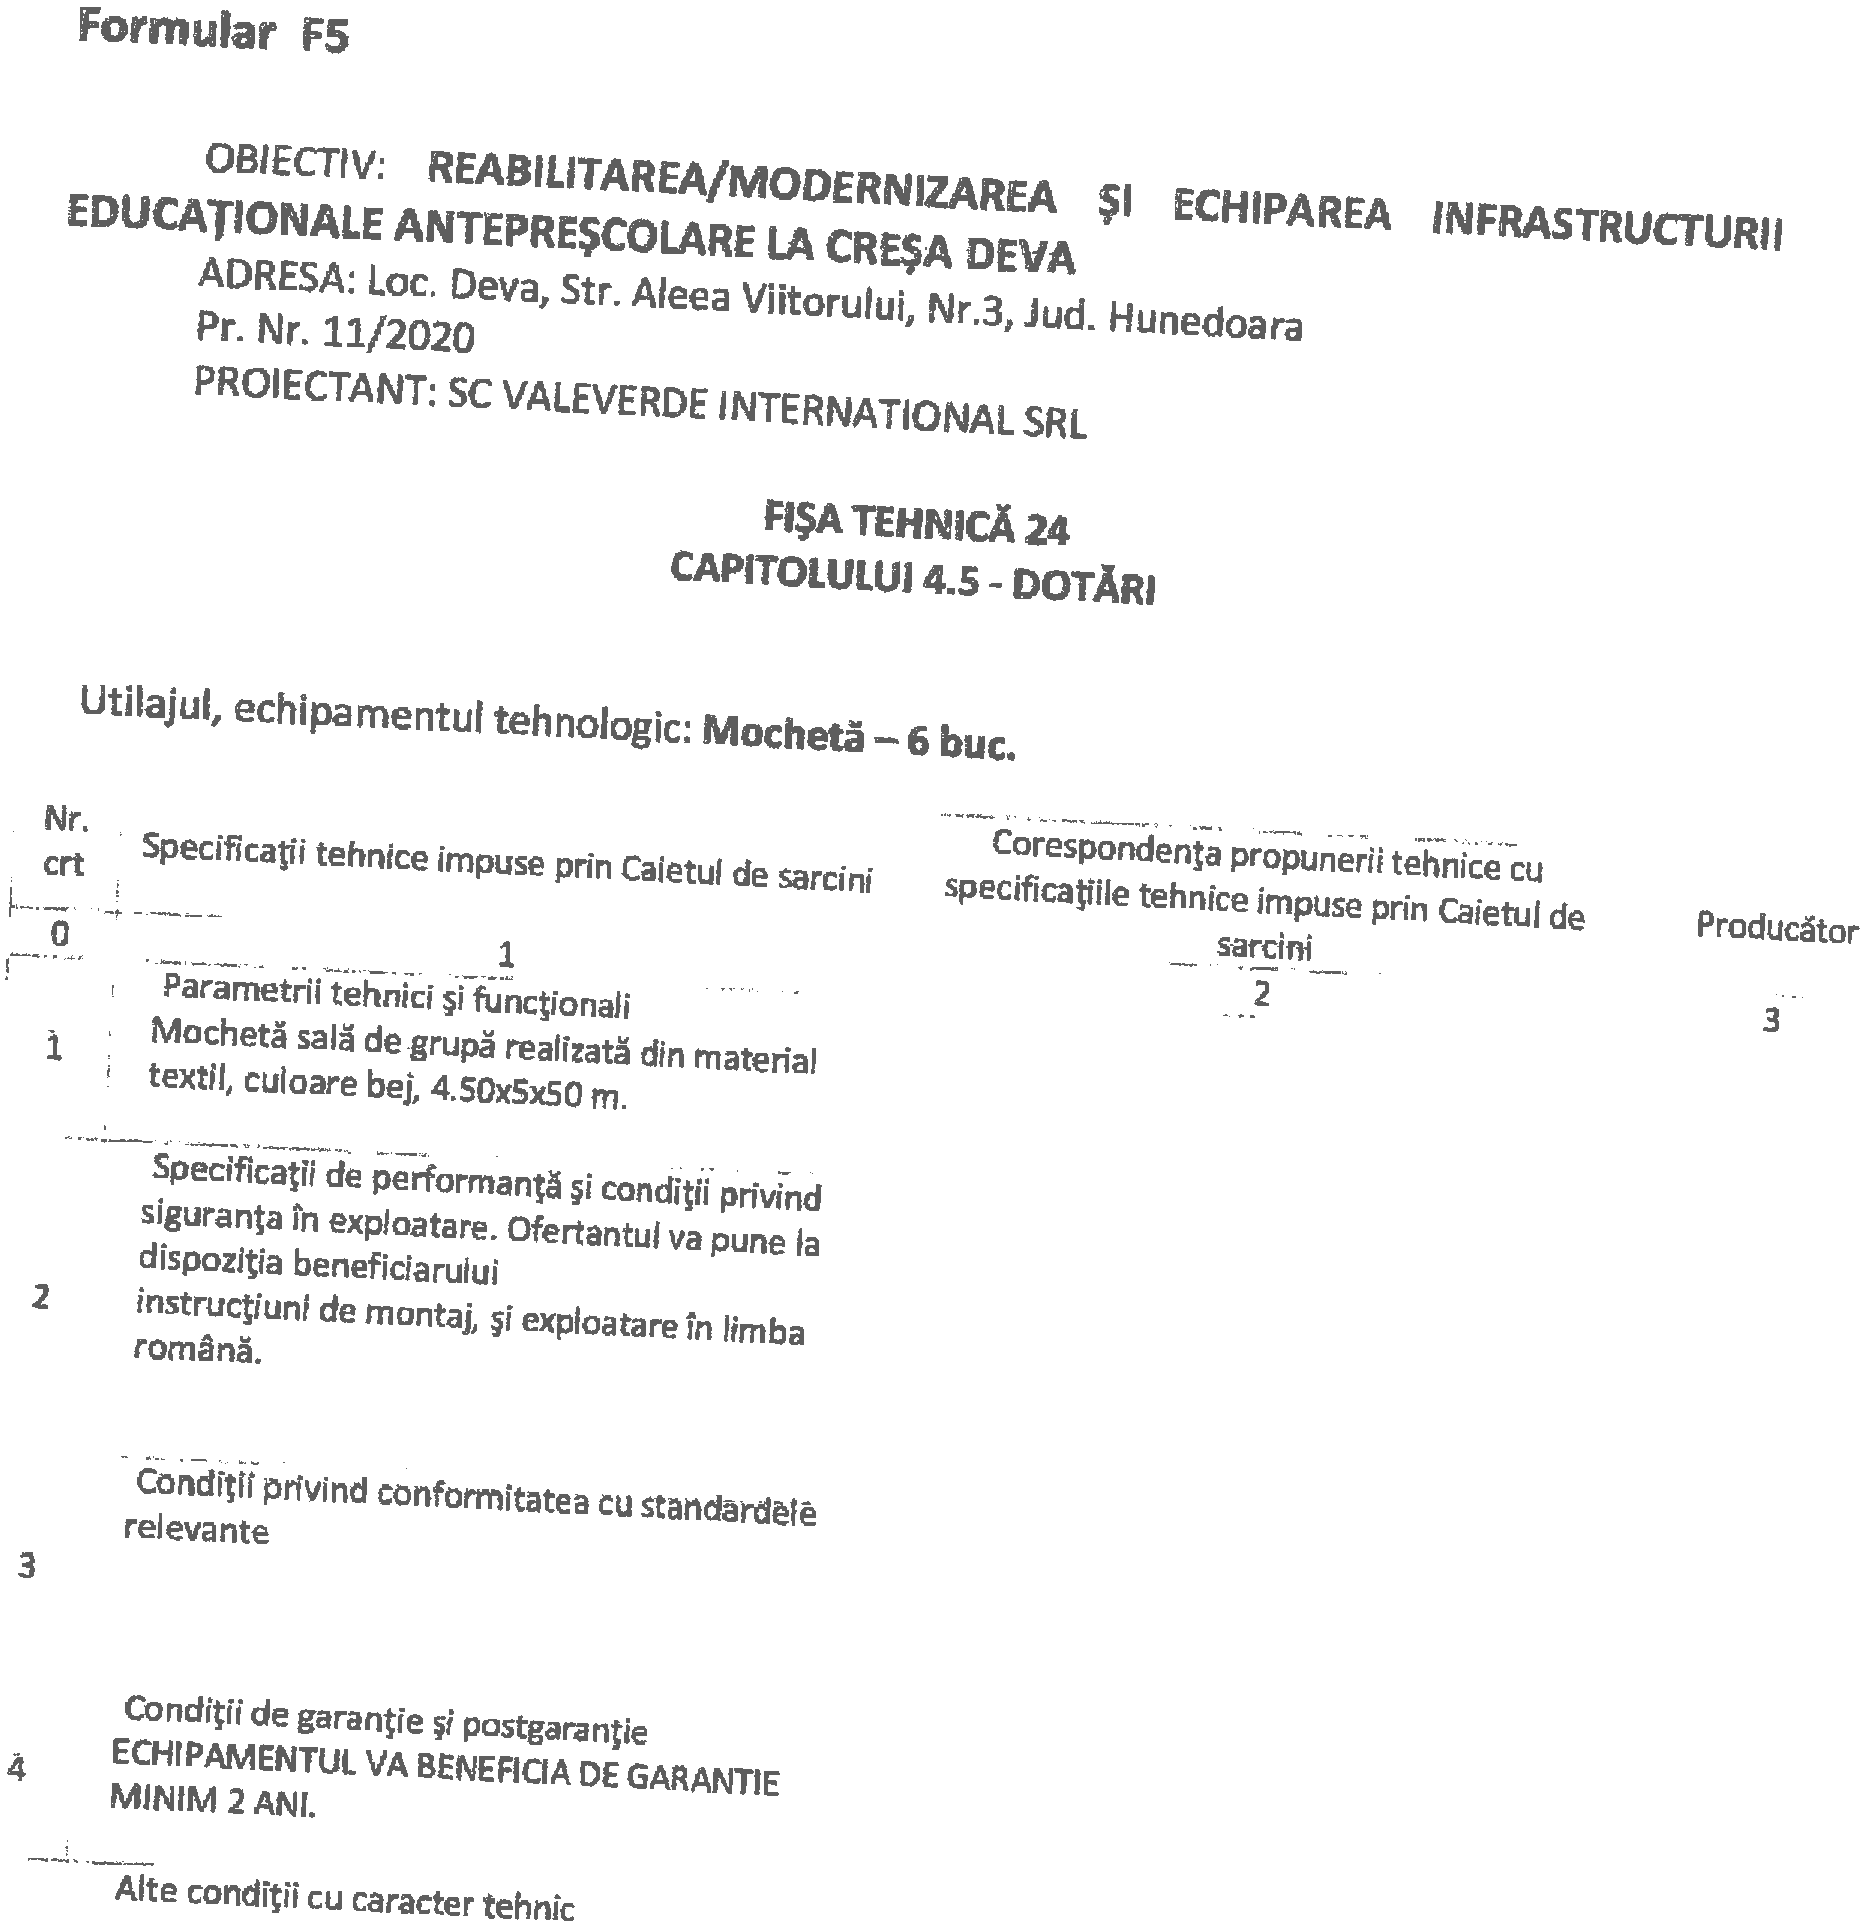 Formular F5
OBIECTIV: REABILITAREA/MODERNIZAREA ŞI ECHIPAREA INFRASTRUCTURII
EDUCAŢIONALE ANTEPREŞCOLARE LA CREŞA DEVA
ADRESA: Loc. Deva, Str. Aleea Viitorului, Nr.3, Jud. Hunedoara
Pr. Nr. 11/2020
PROIECTANT: SC VALEVERDE INTERNATIONAL SRL
FIŞA TEHNICĂ 24
CAPITOLULUI 4.5 - DOTĂRI
Utilajul, echipamentul tehnologic: Mochetă – 6 buc.
Nr.
crt
Specificaţii tehnice impuse prin Caietul de sarcini
Corespondenţa propunerii tehnice cu
specificaţiile tehnice impuse prin Caietul de
sarcini
Producător
0
1
2
3
1
Parametrii tehnici şi funcţionali
Mochetă sală de grupă realizată din material
textil, culoare bej, 4.50x5x50 m.
2
Specificaţii de performanţă şi condiţii privind
siguranţa în exploatare. Ofertantul va pune la
dispoziţia beneficiarului
instrucţiuni de montaj, şi exploatare în limba
română.
3
Condiţii privind conformitatea cu standardele
relevante
4
Condiţii de garanţie şi postgaranţie
ECHIPAMENTUL VA BENEFICIA DE GARANTIE
MINIM 2 ANI.
Alte condiţii cu caracter tehnic